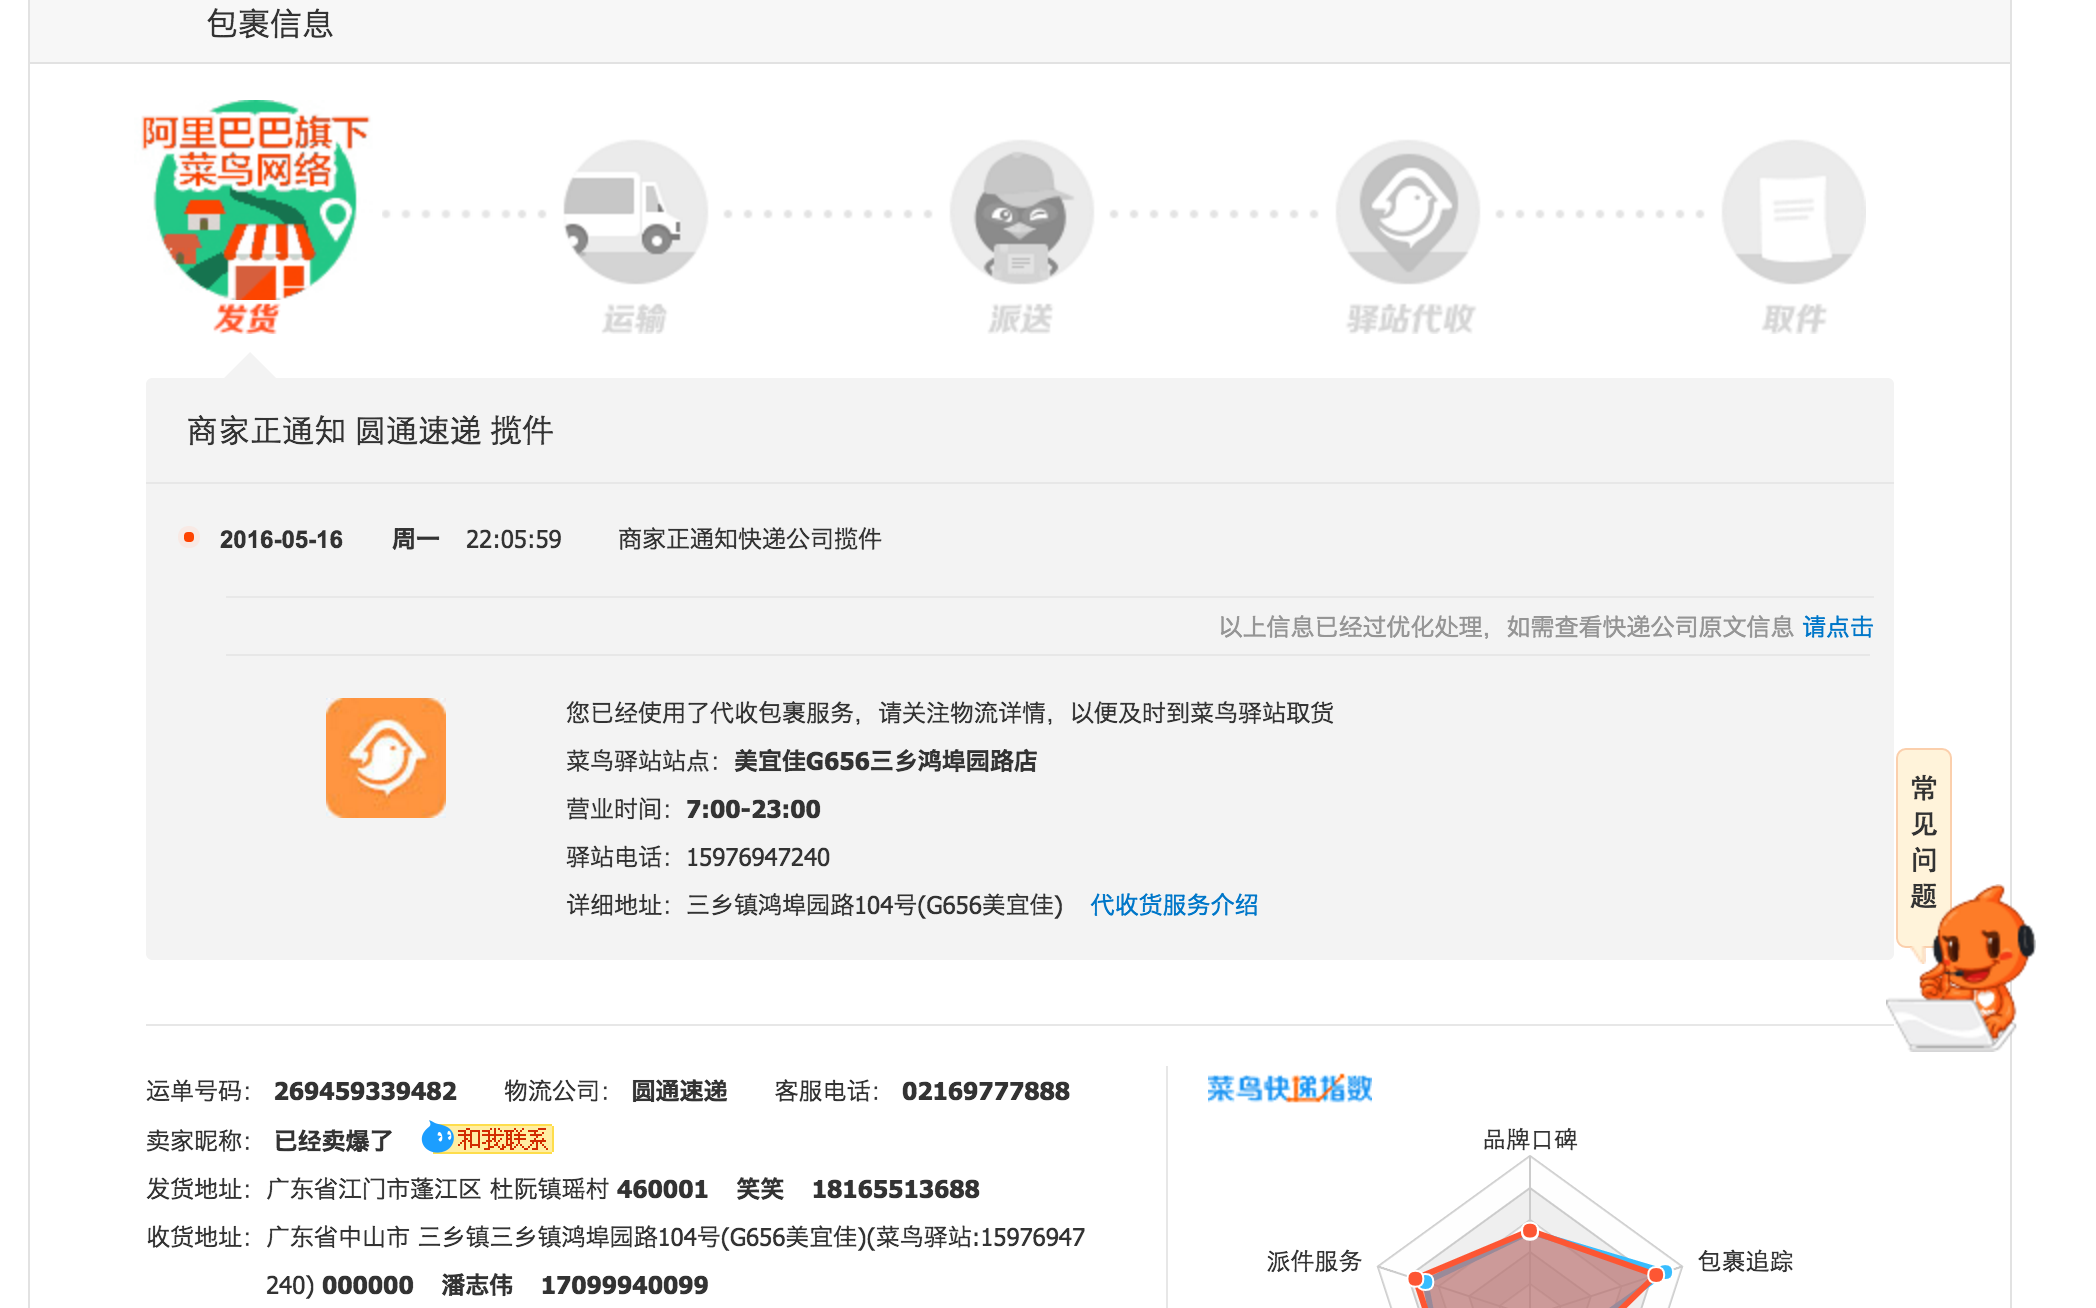 包裹信息
阿里巴巴旗下
菜鸟网络
发货
运输
派送
驿站代收
取件
商家正通知 圆通速递 揽件
2016-05-16 周一 22:05:59 商家正通知快递公司揽件
以上信息已经过优化处理，如需查看快递公司原文信息 请点击
您已经使用了代收包裹服务，请关注物流详情，以便及时到菜鸟驿站取货
菜鸟驿站站点：美宜佳G656三乡鸿埠园路店
营业时间：7:00-23:00
驿站电话：15976947240
详细地址：三乡镇鸿埠园路104号(G656美宜佳) 代收货服务介绍
常见问题
运单号码： 269459339482 物流公司： 圆通速递 客服电话： 02169777888
卖家昵称： 已经卖爆了 和我联系
发货地址： 广东省江门市蓬江区 杜阮镇瑶村 460001 笑笑 18165513688
收货地址： 广东省中山市 三乡镇三乡镇鸿埠园路104号(G656美宜佳)(菜鸟驿站:15976947
240) 000000 潘志伟 17099940099
菜鸟快递指数
品牌口碑
派件服务
包裹追踪